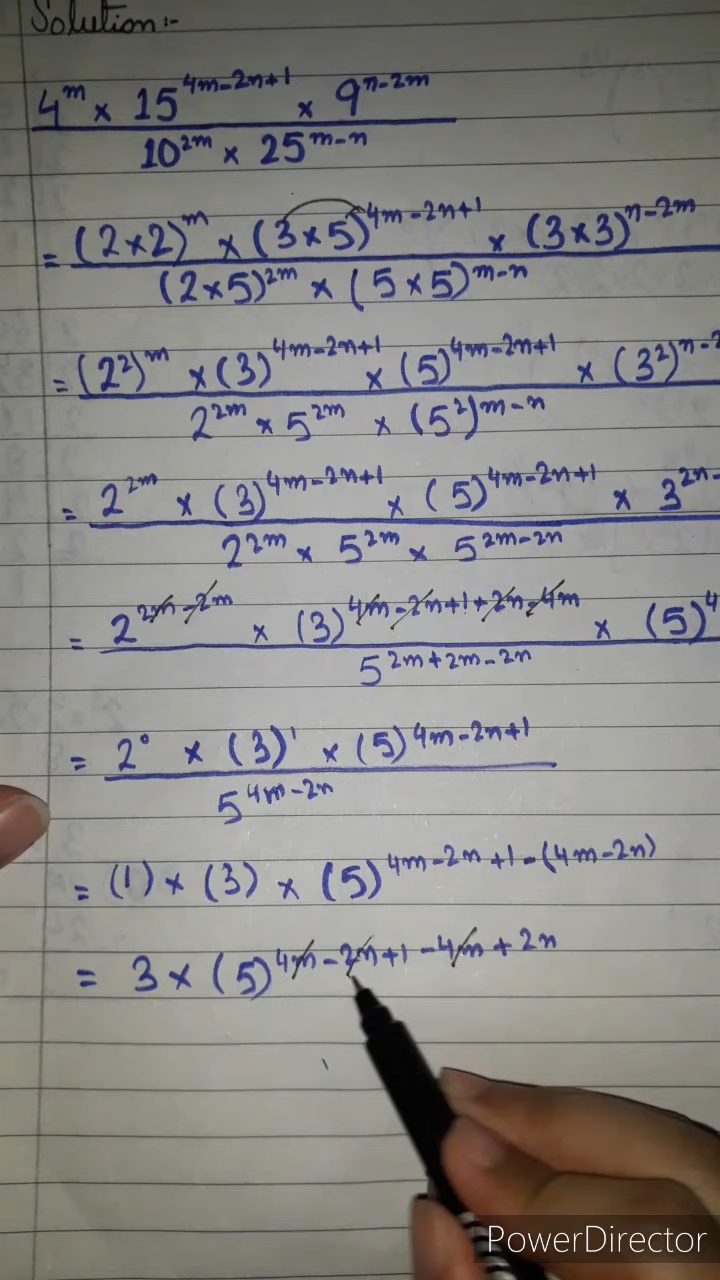 Solution:-
4^m × 15^(4m-2n+1) × 9^(n-2m)
10^(2m) × 25^(m-n)
= (2×2)^m × (3×5)^(4m-2n+1) × (3×3)^(n-2m)
(2×5)^(2m) × (5×5)^(m-n)
= (2²)^m × (3)^(4m-2n+1) × (5)^(4m-2n+1) × (3²)^(n-2
2^(2m) × 5^(2m) × (5²)^(m-n)
= 2^(2m) × (3)^(4m-2n+1) × (5)^(4m-2n+1) × 3^(2n-
2^(2m) × 5^(2m) × 5^(2m-2n)
= 2^(2m-2m) × (3)^(4m-2n+1+2n-4m) × (5)^(4
5^(2m+2m-2n)
= 2⁰ × (3)¹ × (5)^(4m-2n+1)
5^(4m-2n)
= (1) × (3) × (5)^(4m-2n+1-(4m-2n))
= 3 × (5)^(4m-2n+1-4m+2n)
PowerDirector